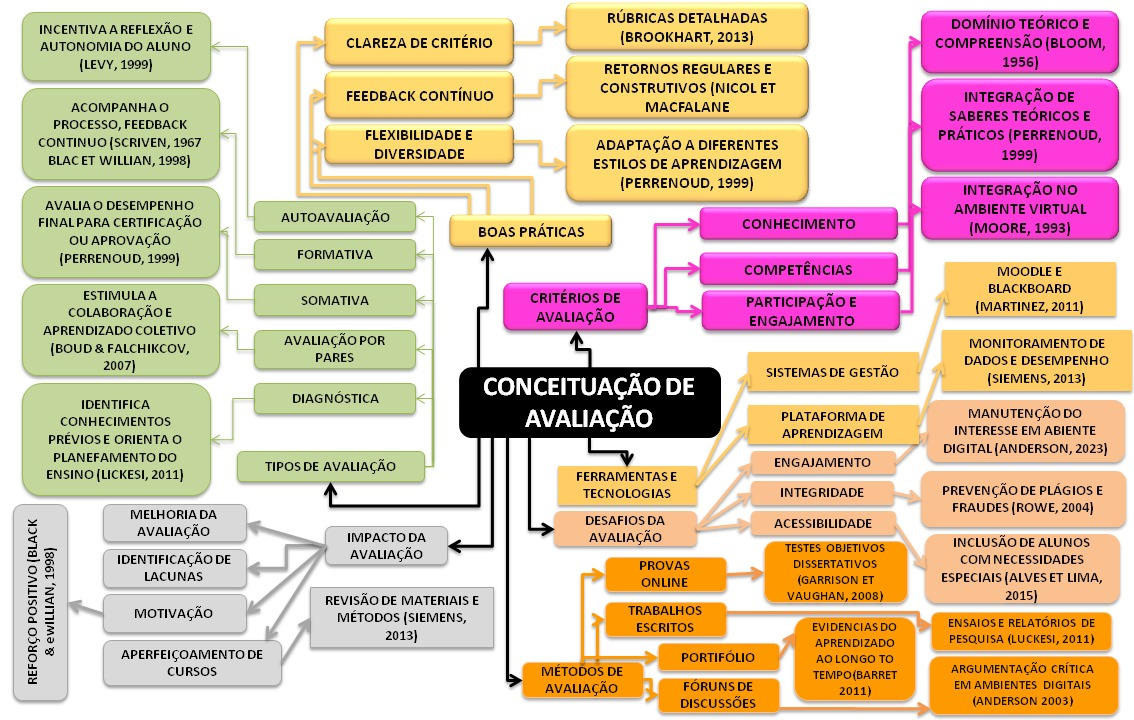 INCENTIVA A REFLEXÃO E
AUTONOMIA DO ALUNO
(LEVY, 1999)
ACOMPANHA O
PROCESSO, FEEDBACK
CONTINUO (SCRIVEN, 1967
BLAC ET WILLIAN, 1998)
AVALIA O DESEMPENHO
FINAL PARA CERTIFICAÇÃO
OU APROVAÇÃO
(PERRENOUD, 1999)
ESTIMULA A
COLABORAÇÃO E
APRENDIZADO COLETIVO
(BOUD & FALCHIKCOV,
2007)
IDENTIFICA
CONHECIMENTOS
PRÉVIOS E ORIENTA O
PLANEFAMENTO DO
ENSINO (LICKESI, 2011)
AUTOAVALIAÇÃO
FORMATIVA
SOMATIVA
AVALIAÇÃO POR
PARES
DIAGNÓSTICA
TIPOS DE AVALIAÇÃO
CLAREZA DE CRITÉRIO
FEEDBACK CONTÍNUO
FLEXIBILIDADE E
DIVERSIDADE
RÚBRICAS DETALHADAS
(BROOKHART, 2013)
RETORNOS REGULARES E
CONSTRUTIVOS (NICOL ET
MACFALANE
ADAPTAÇÃO A DIFERENTES
ESTILOS DE APRENDIZAGEM
(PERRENOUD, 1999)
BOAS PRÁTICAS
DOMÍNIO TEÓRICO E
COMPREENSÃO (BLOOM,
1956)
INTEGRAÇÃO DE
SABERES TEÓRICOS E
PRÁTICOS (PERRENOUD,
1999)
INTEGRAÇÃO NO
AMBIENTE VIRTUAL
(MOORE, 1993)
CONHECIMENTO
COMPETÊNCIAS
PARTICIPAÇÃO E
ENGAJAMENTO
CRITÉRIOS DE
AVALIAÇÃO
CONCEITUAÇÃO DE
AVALIAÇÃO
MOODLE E
BLACKBOARD
(MARTINEZ, 2011)
MONITORAMENTO DE
DADOS E DESEMPENHO
(SIEMENS, 2013)
SISTEMAS DE GESTÃO
PLATAFORMA DE
APRENDIZAGEM
FERRAMENTAS E
TECNOLOGIAS
MANUTENÇÃO DO
INTERESSE EM ABIENTE
DIGITAL (ANDERSON, 2023)
PREVENÇÃO DE PLÁGIOS E
FRAUDES (ROWE, 2004)
INCLUSÃO DE ALUNOS
COM NECESSIDADES
ESPECIAIS (ALVES ET LIMA,
2015)
ENGAJAMENTO
INTEGRIDADE
ACESSIBILIDADE
DESAFIOS DA
AVALIAÇÃO
REFORÇO POSITIVO (BLACK
& ewILLIAN, 1998)
MELHORIA DA
AVALIAÇÃO
IDENTIFICAÇÃO DE
LACUNAS
MOTIVAÇÃO
APERFEIÇOAMENTO DE
CURSOS
IMPACTO DA
AVALIAÇÃO
REVISÃO DE MATERIAIS E
MÉTODOS (SIEMENS,
2013)
PROVAS
ONLINE
TRABALHOS
ESCRITOS
PORTIFÓLIO
FÓRUNS DE
DISCUSSÕES
MÉTODOS DE
AVALIAÇÃO
TESTES OBJETIVOS
DISSERTATIVOS
(GARRISON ET
VAUGHAN, 2008)
EVIDENCIAS DO
APRENDIZADO
AO LONGO TO
TEMPO(BARRET
2011)
ENSAIOS E RELATÓRIOS DE
PESQUISA (LUCKESI, 2011)
ARGUMENTAÇÃO CRÍTICA
EM AMBIENTES DIGITAIS
(ANDERSON 2003)